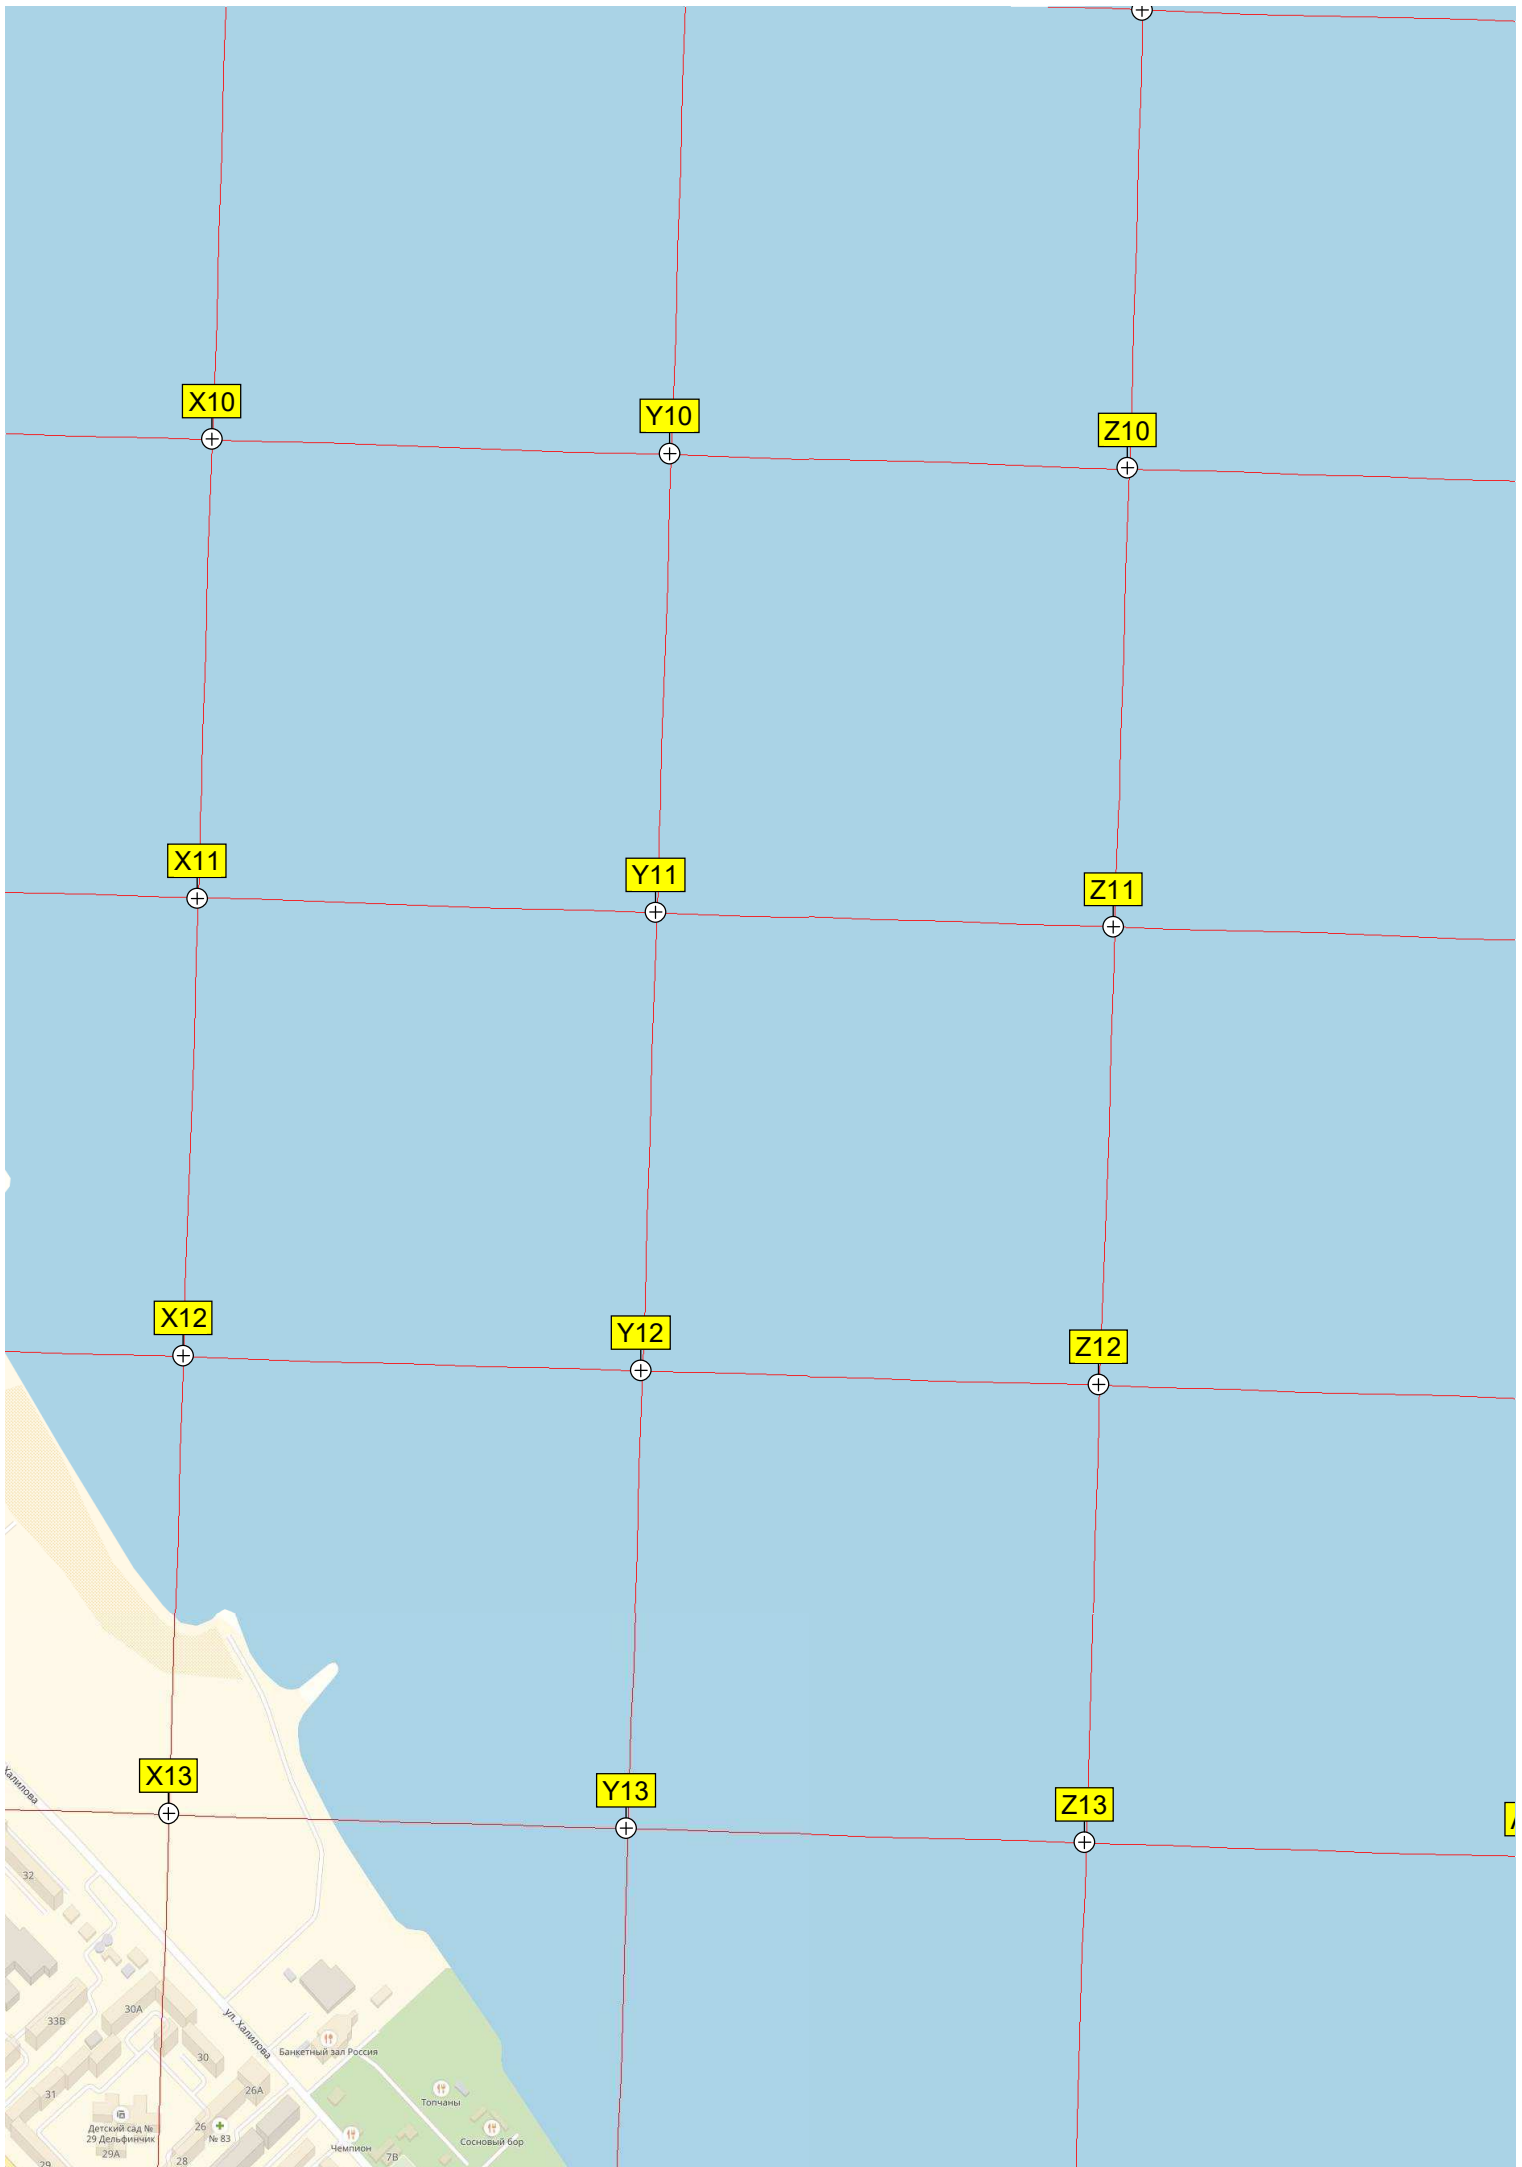 X10
Y10
Z10
X11
Y11
Z11
X12
Y12
Z12
X13
Y13
Z13
Халилова
32
30А
33В
ул. Халилова
Банкетный зал Россия
30
26А
31
Топчаны
Детский сад №
29 Дельфинчик
29А
26
№ 83
Чемпион
Сосновый бор
7В
28
29